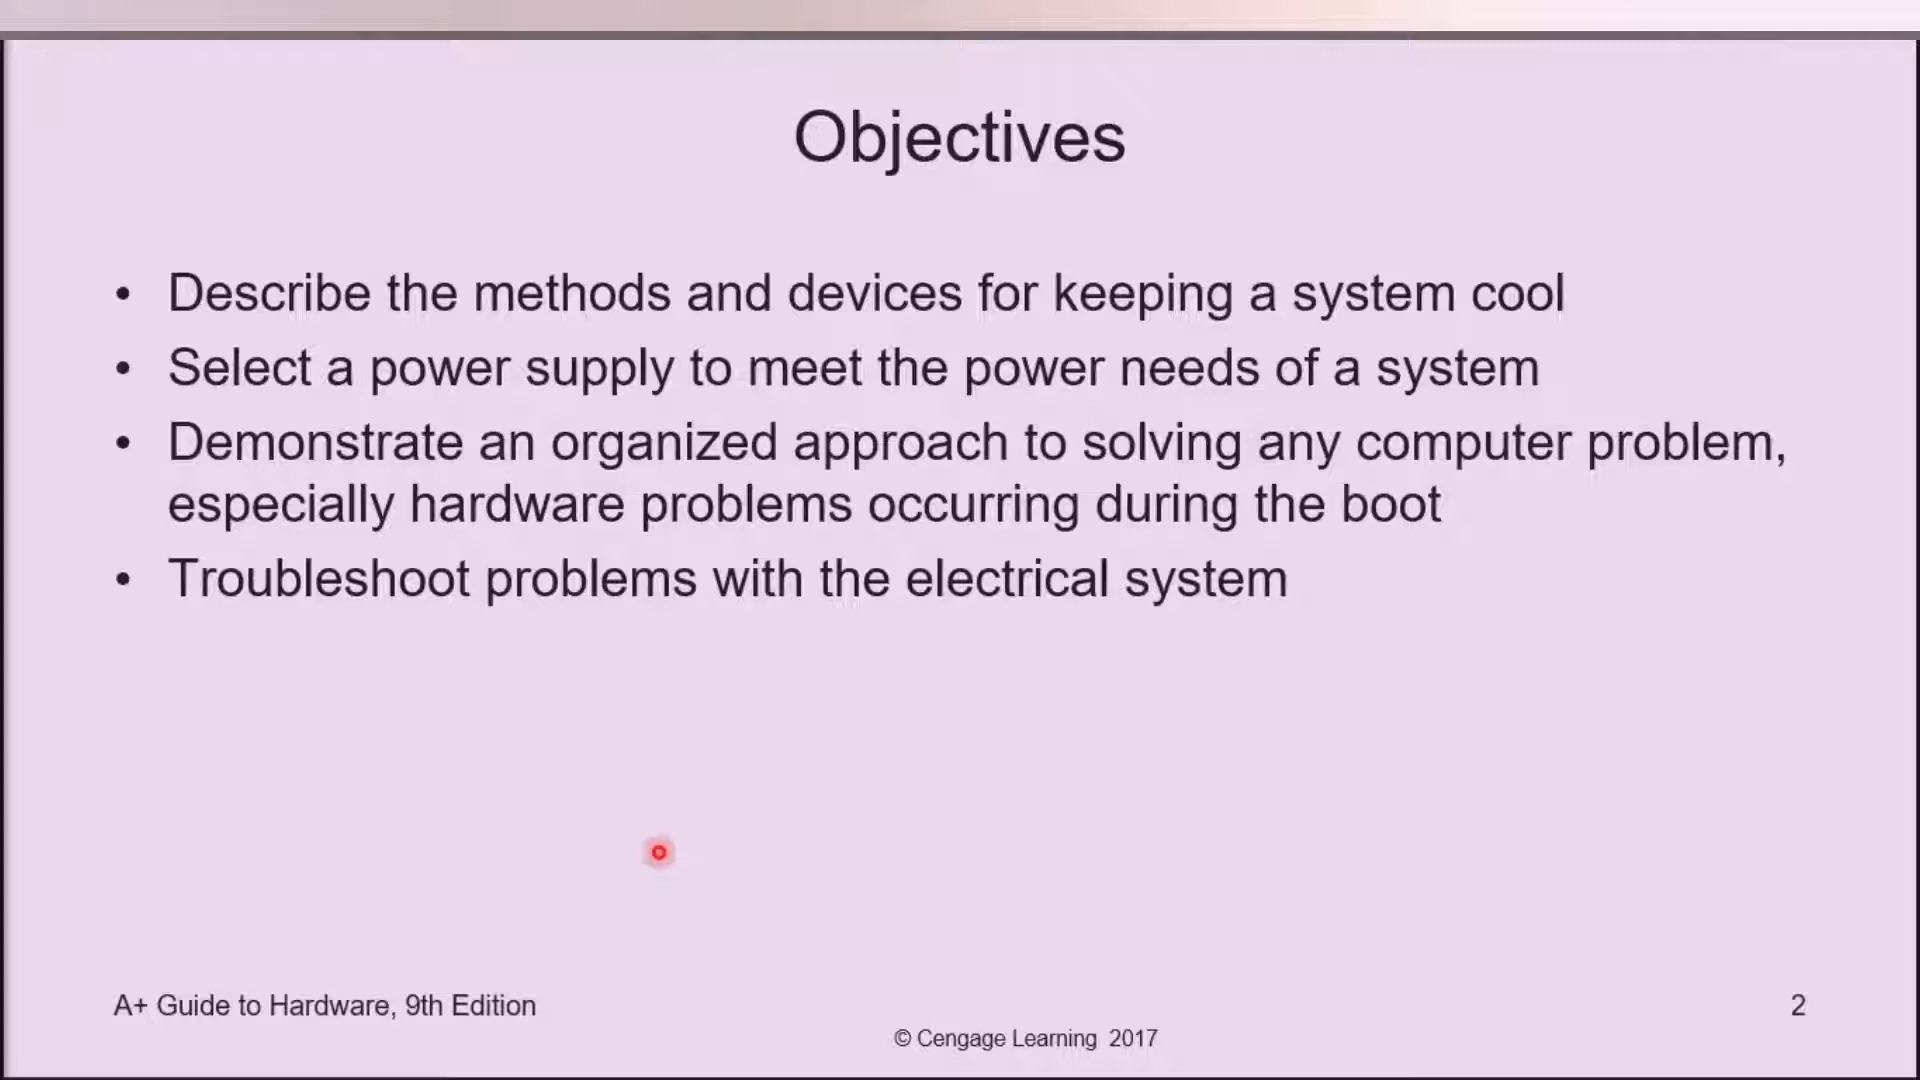 Objectives
• Describe the methods and devices for keeping a system cool
• Select a power supply to meet the power needs of a system
• Demonstrate an organized approach to solving any computer problem,
especially hardware problems occurring during the boot
• Troubleshoot problems with the electrical system
A+ Guide to Hardware, 9th Edition
2
© Cengage Learning 2017